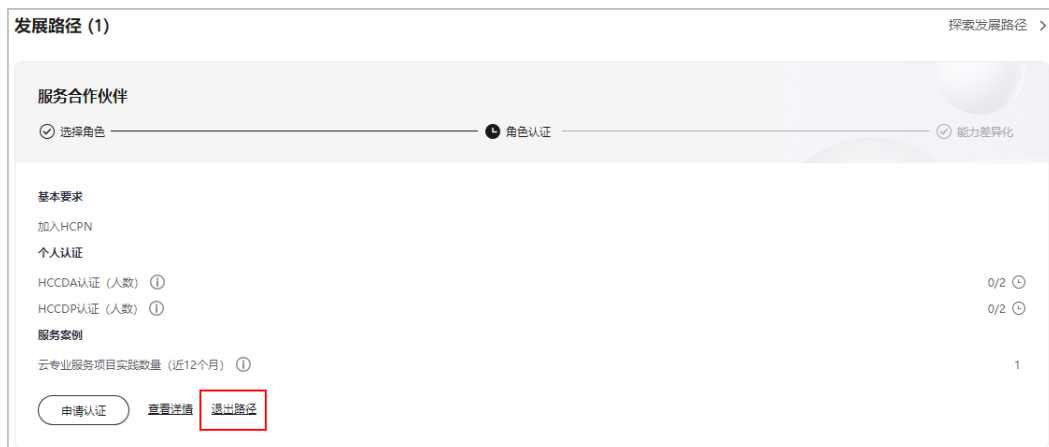 发展路径 (1)
探索发展路径 >
服务合作伙伴
选择角色
角色认证
能力差异化
基本要求
加入HCPN
个人认证
HCCDA认证（人数）
0/2
HCCDP认证（人数）
0/2
服务案例
云专业服务项目实践数量（近12个月）
1
申请认证 查看详情 退出路径